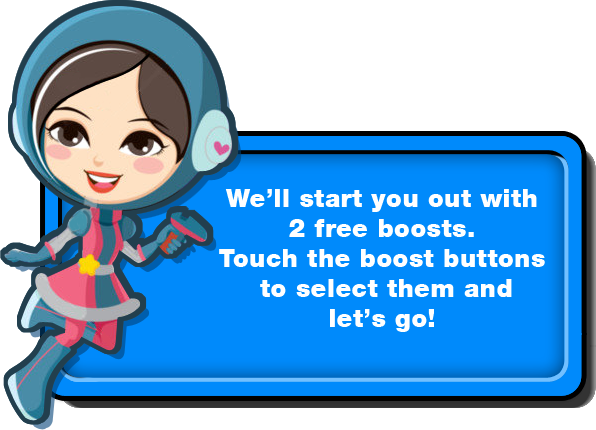 We’ll start you out with
2 free boosts.
Touch the boost buttons
to select them and
let’s go!